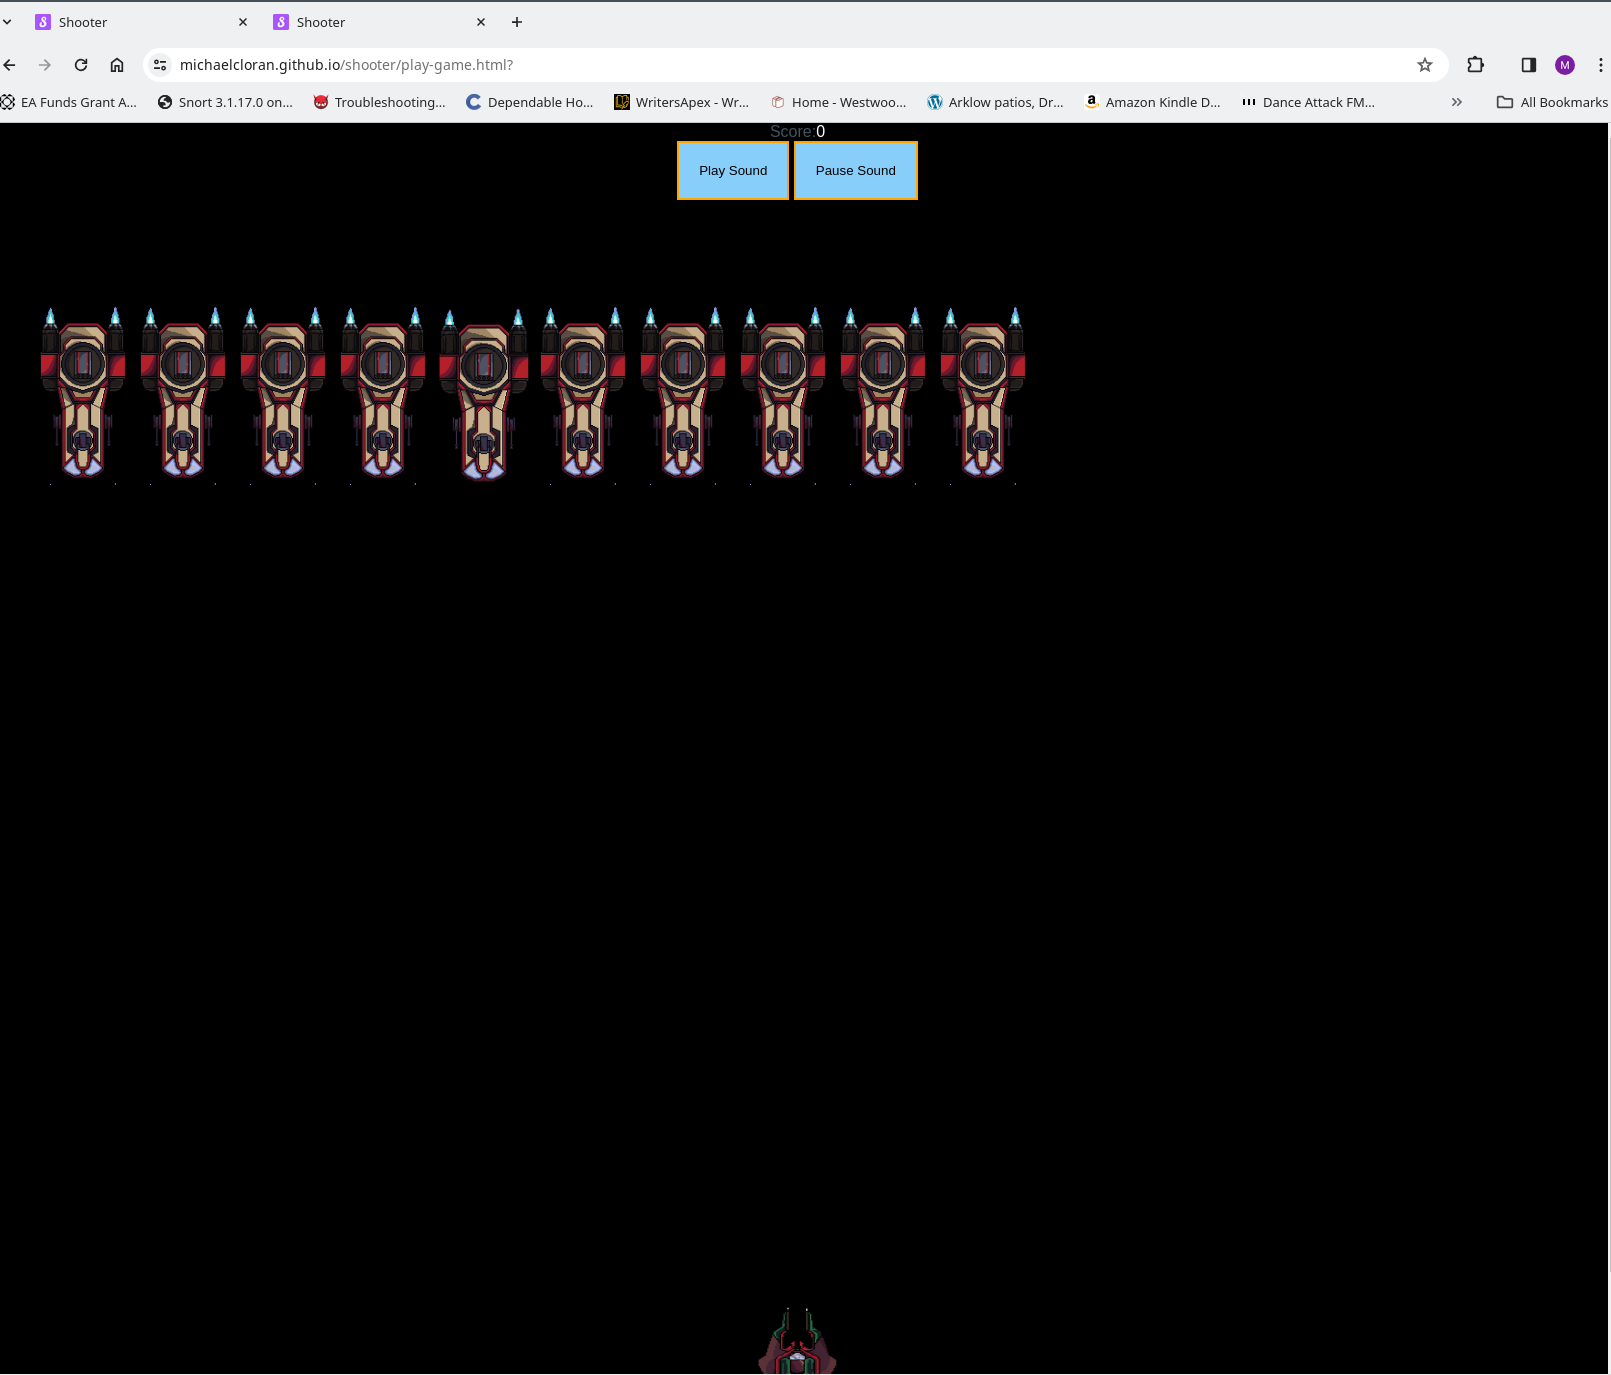 Shooter
Shooter
michaelcloran.github.io/shooter/play-game.html?
M
EA Funds Grant A...
Snort 3.1.17.0 on...
Troubleshooting...
Dependable Ho...
WritersApex - Wr...
Home - Westwoo...
Arklow patios, Dr...
Amazon Kindle D...
Dance Attack FM...
All Bookmarks
Score:0
Play Sound
Pause Sound